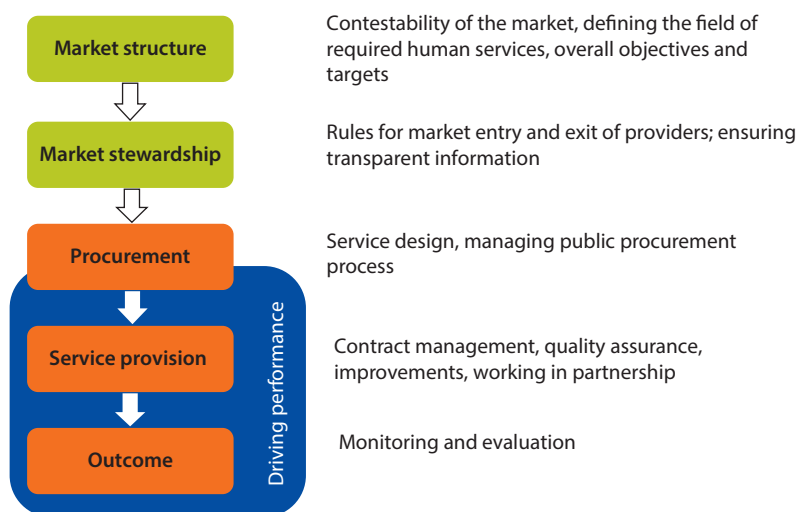 Market structure
Contestability of the market, defining the field of
required human services, overall objectives and
targets
Market stewardship
Rules for market entry and exit of providers; ensuring
transparent information
Procurement
Service design, managing public procurement
process
Driving performance
Service provision
Contract management, quality assurance,
improvements, working in partnership
Outcome
Monitoring and evaluation